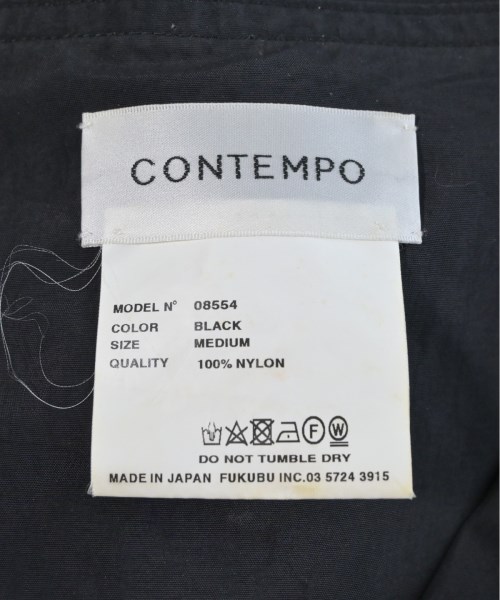 CONTEMPO
MODEL N° 08554
COLOR BLACK
SIZE MEDIUM
QUALITY 100% NYLON
F W
DO NOT TUMBLE DRY
MADE IN JAPAN FUKUBU INC.03 5724 3915